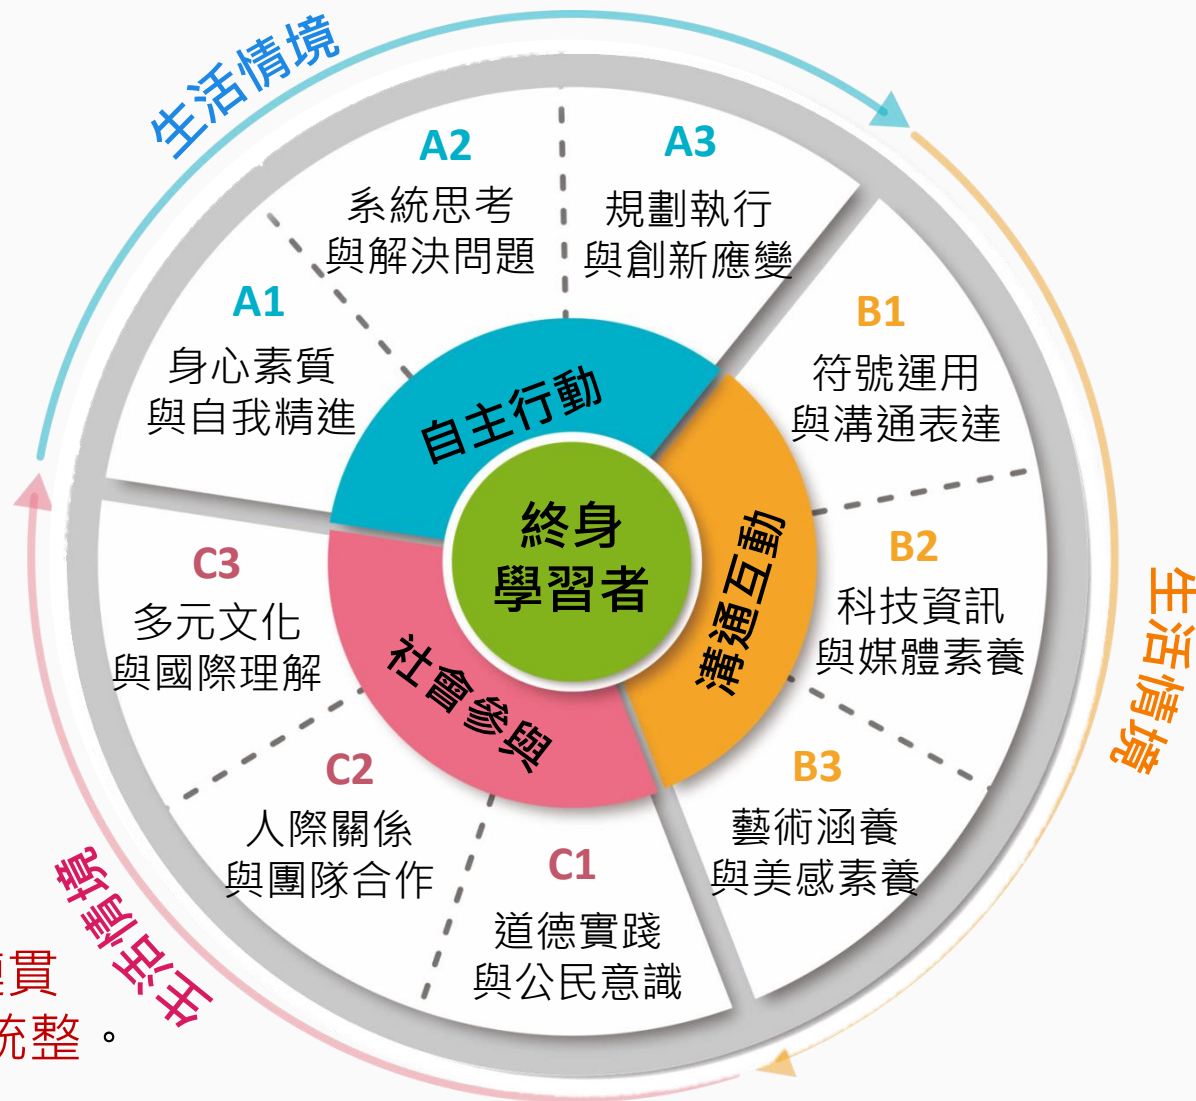 生活情境
A1
身心素質
與自我精進
A2
系統思考
與解決問題
A3
規劃執行
與創新應變
自主行動
B1
符號運用
與溝通表達
B2
科技資訊
與媒體素養
B3
藝術涵養
與美感素養
溝通互動
生活情境
C1
道德實踐
與公民意識
C2
人際關係
與團隊合作
C3
多元文化
與國際理解
社會參與
生活情境
終身
學習者
貫
統整。